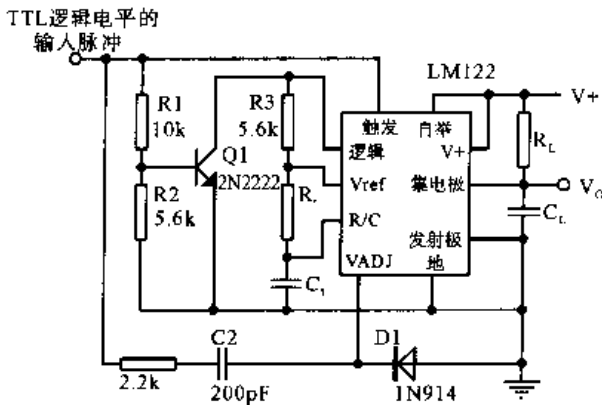 TTL逻辑电平的
输入脉冲
LM122
V+
R1
10k
R3
5.6k
触发
自举
V+
RL
逻辑
Q1
2N2222
Vref
集电极
Vo
R2
5.6k
R/C
CL
发射极
VADJ
地
C2
D1
2.2k
200pF
1N914